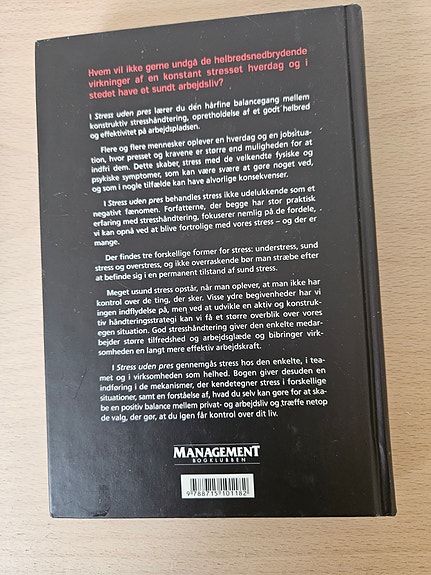 Hvem vil ikke gerne undgå de helbredsnedbrydende
virkninger af en konstant stresset hverdag og i
stedet have et sundt arbejdsliv?
I Stress uden pres lærer du den hårfine balancegang mellem
konstruktiv stresshåndtering, opretholdelse af et godt helbred
og effektivitet på arbejdspladsen.
Flere og flere mennesker oplever en hverdag og en jobsitua-
tion, hvor presset og kravene er større end muligheden for at
indfri dem. Dette skaber, stress med de velkendte fysiske og
psykiske symptomer, som kan være svære at gøre noget ved,
og som i nogle tilfælde kan have alvorlige konsekvenser.
I Stress uden pres behandles stress ikke udelukkende som et
negativt fænomen. Forfatterne, der begge har stor praktisk
erfaring med stresshåndtering, fokuserer nemlig på de fordele,
vi kan opnå ved at blive fortrolige med vores stress – og der er
mange.
Der findes tre forskellige former for stress: understress, sund
stress og overstress, og ikke overraskende bør man stræbe efter
at befinde sig i en permanent tilstand af sund stress.
Meget usund stress opstår, når man oplever, at man ikke har
kontrol over de ting, der sker. Visse ydre begivenheder har vi
ingen indflydelse på, men ved at udvikle en aktiv og konstruk-
tiv håndteringsstrategi kan vi få et større overblik over vores
egen situation. God stresshåndtering giver den enkelte medar-
bejder større tilfredshed og arbejdsglæde og bibringer virk-
somheden en langt mere effektiv arbejdskraft.
I Stress uden pres gennemgås stress hos den enkelte, i tea-
met og i virksomheden som helhed. Bogen giver desuden en
indføring i de mekanismer, der kendetegner stress i forskellige
situationer, samt en forståelse af, hvad du selv kan gøre for at ska-
be en positiv balance mellem privat- og arbejdsliv og træffe netop
de valg, der gør, at du igen får kontrol over dit liv.
MANAGEMENT
BOGKLUBBEN
9788715101182